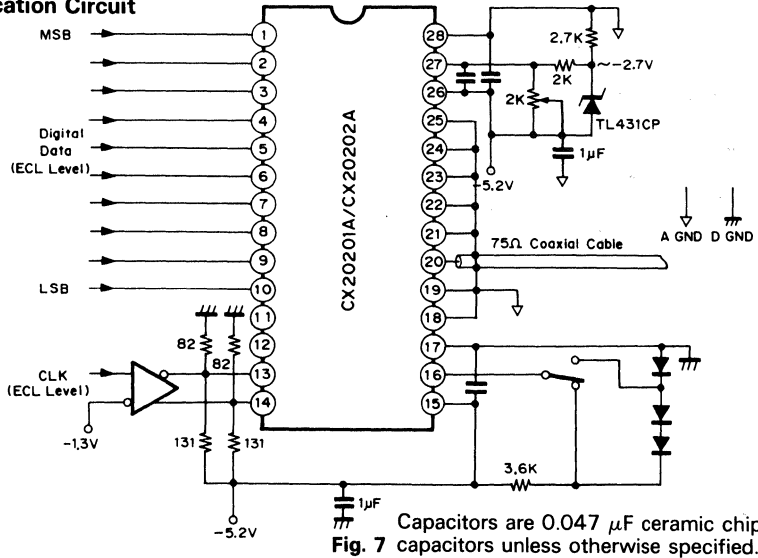 cation Circuit
MSB
Digital
Data
(ECL Level)
LSB
CLK
(ECL Level)
-1.3V
82
82
131
131
-5.2V
1μF
1
2
3
4
5
6
7
8
9
10
11
12
13
14
CX20201A/CX20202A
28
27
26
25
24
23
22
21
20
19
18
17
16
15
2.7K
2K
~-2.7V
2K
TL431CP
1μF
-5.2V
A GND D GND
75Ω Coaxial Cable
3.6K
Capacitors are 0.047 μF ceramic chip
Fig. 7 capacitors unless otherwise specified.